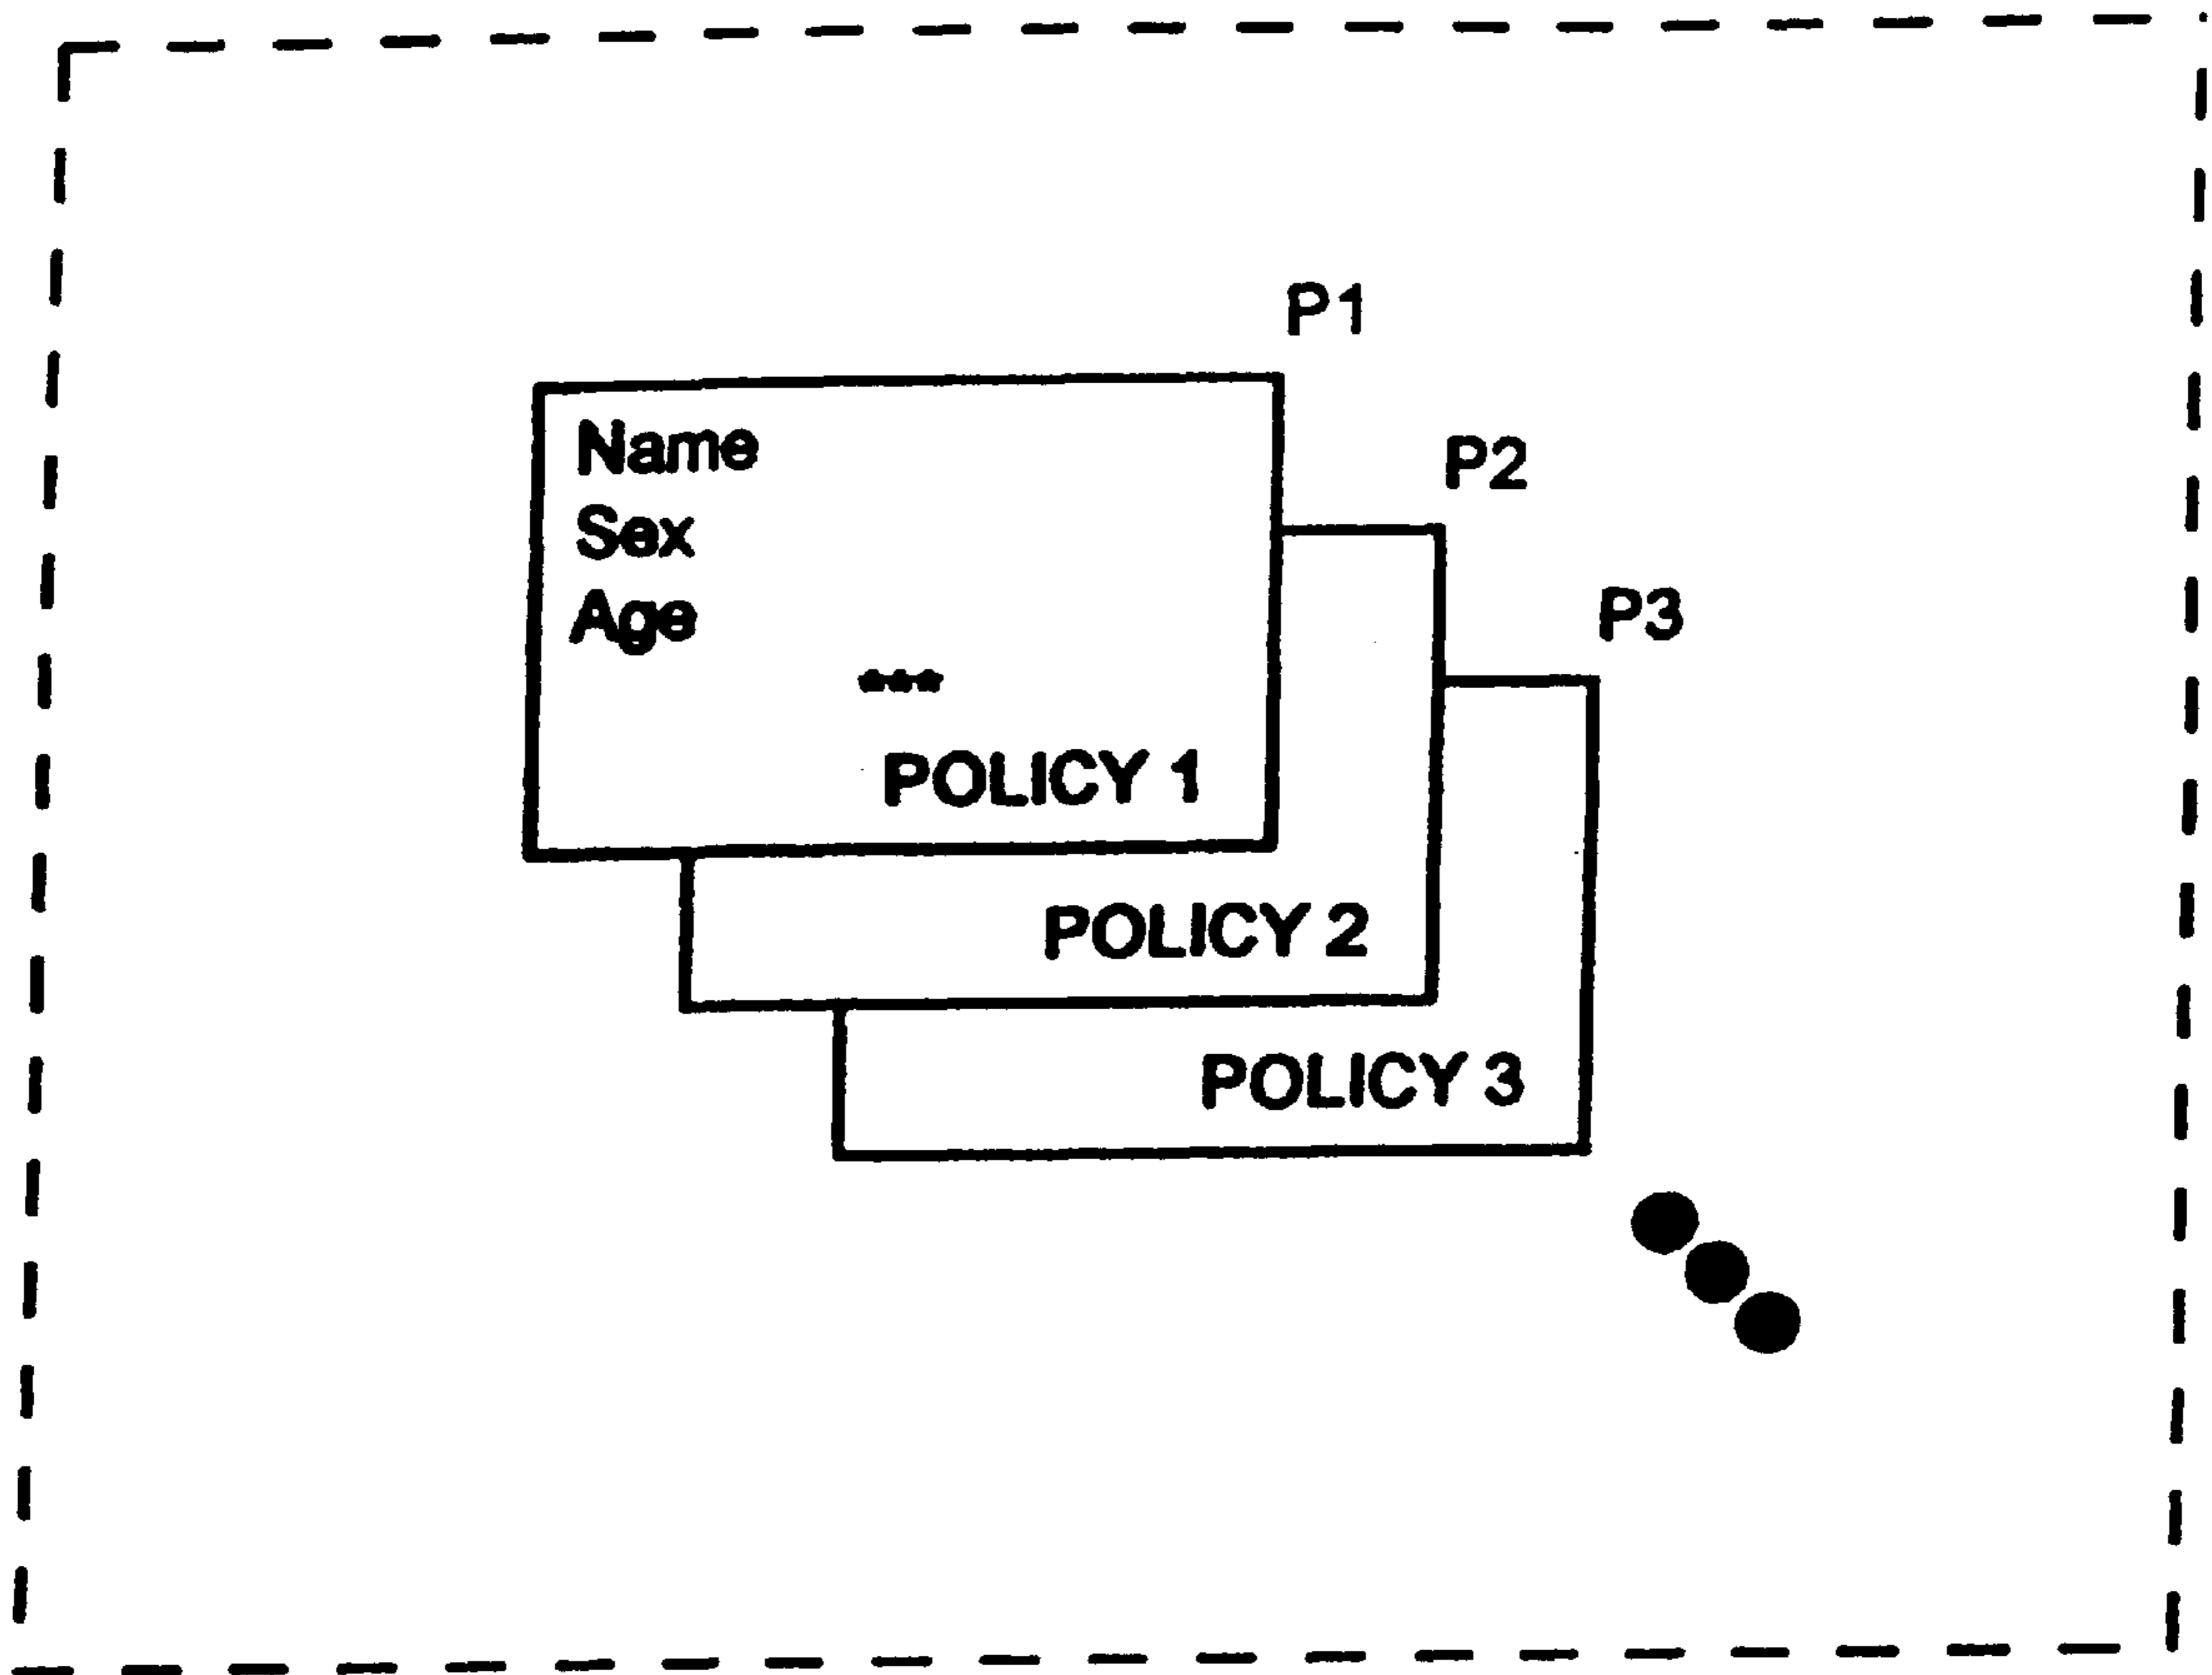 P1
Name
P2
Sex
P3
Age
...
POLICY 1
POLICY 2
POLICY 3